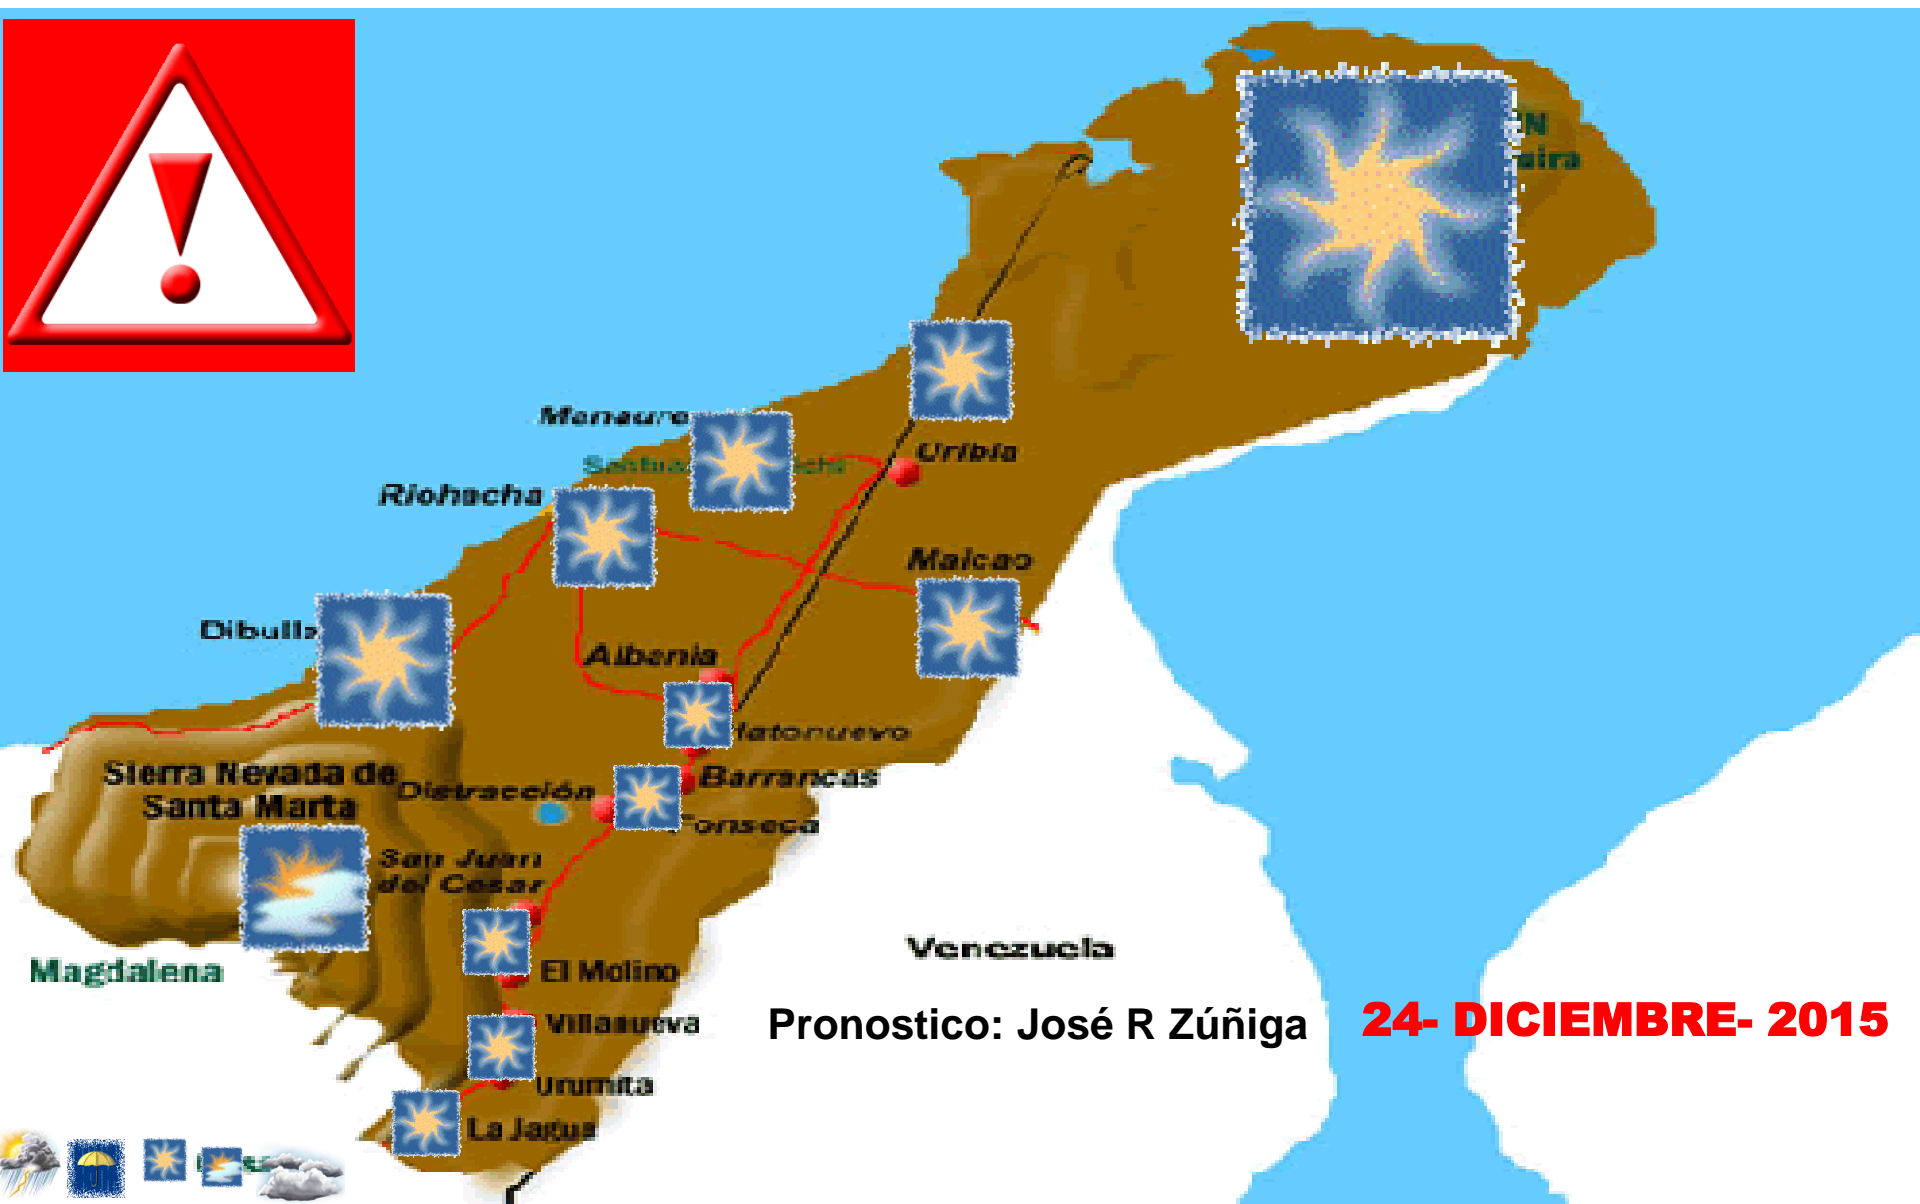 Manaure
Uribia
Riohacha
Maicao
Dibulla
Albania
Barrancas
Sierra Nevada de
Santa Marta
Distracción
San Juan
del Cesar
Magdalena
El Molino
Venezuela
Villanueva
Pronostico: José R Zúñiga
24- DICIEMBRE- 2015
Urumita
La Jagua